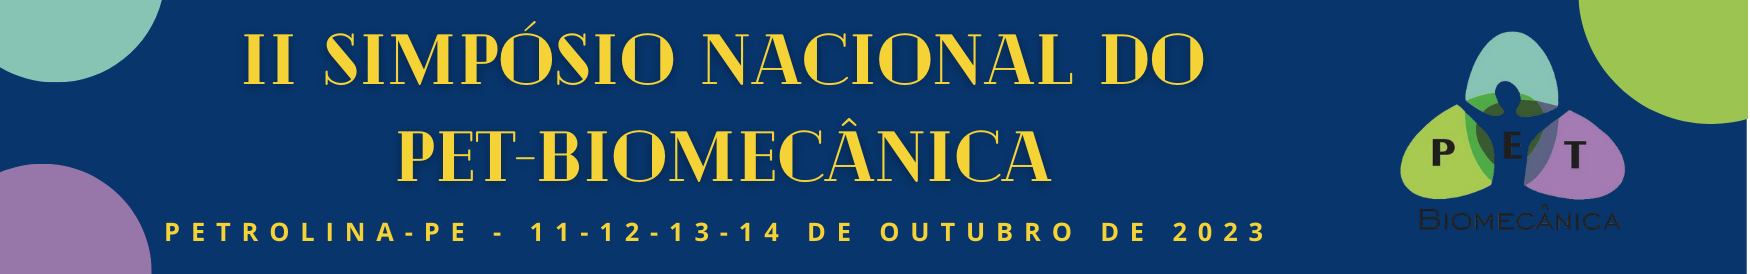 II SIMPÓSIO NACIONAL DO
PET-BIOMECÂNICA
PETROLINA-PE - 11-12-13-14 DE OUTUBRO DE 2023
P E T
BIOMECÂNICA